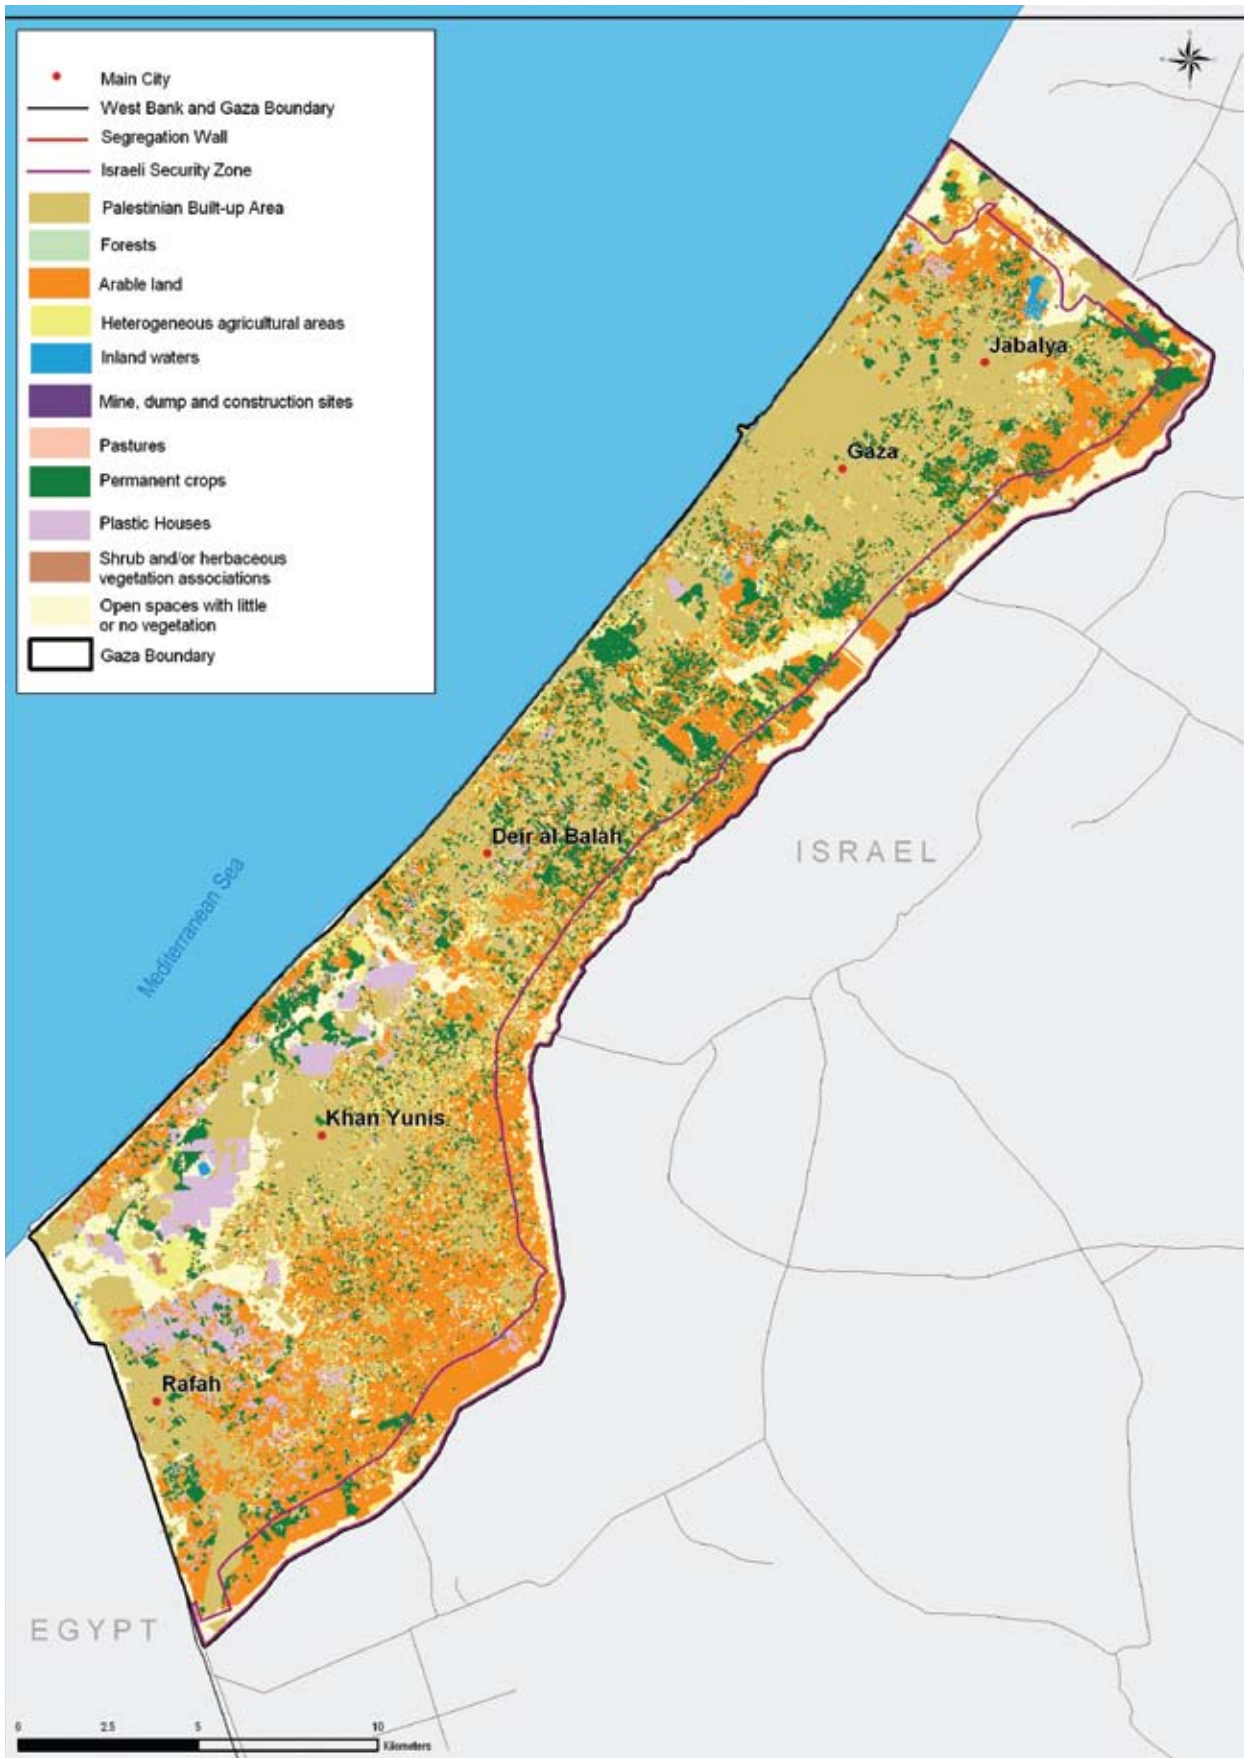 Main City
West Bank and Gaza Boundary
Segregation Wall
Israeli Security Zone
Palestinian Built-up Area
Forests
Arable land
Heterogeneous agricultural areas
Inland waters
Mine, dump and construction sites
Pastures
Permanent crops
Plastic Houses
Shrub and/or herbaceous
vegetation associations
Open spaces with little
or no vegetation
Gaza Boundary
Jabalya
Gaza
Deir al Balah
ISRAEL
Mediterranean Sea
Khan Yunis
Rafah
EGYPT
0 2.5 5 10
Kilometers